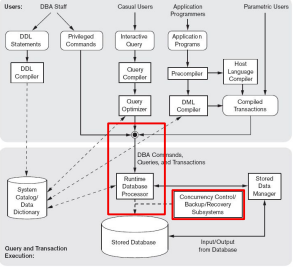 Users:
DBA Staff
Casual Users
Application
Programmers
Parametric Users
DDL
Statements
Privileged
Commands
Interactive
Query
Application
Programs
DDL
Compiler
Query
Compiler
Precompiler
Host
Language
Compiler
Query
Optimizer
DML
Compiler
Compiled
Transactions
DBA Commands,
Queries, and Transactions
System
Catalog/
Data
Dictionary
Runtime
Database
Processor
Stored
Data
Manager
Concurrency Control/
Backup/Recovery
Subsystems
Stored Database
Input/Output
from Database
Query and Transaction
Execution: